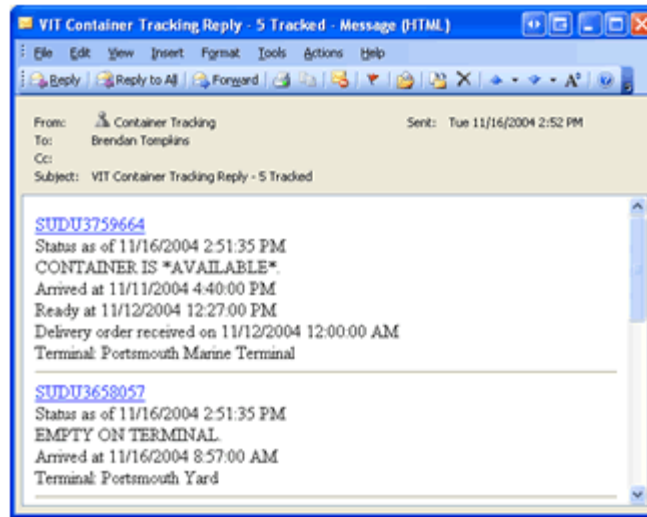 VIT Container Tracking Reply - 5 Tracked - Message (HTML)
File Edit View Insert Format Tools Actions Help
Reply Reply to All Forward
From: Container Tracking Sent: Tue 11/16/2004 2:52 PM
To: Brendan Tompkins
Cc:
Subject: VIT Container Tracking Reply - 5 Tracked
SUDU3759664
Status as of 11/16/2004 2:51:35 PM
CONTAINER IS *AVAILABLE*.
Arrived at 11/11/2004 4:40:00 PM
Ready at 11/12/2004 12:27:00 PM
Delivery order received on 11/12/2004 12:00:00 AM
Terminal: Portsmouth Marine Terminal
SUDU3658057
Status as of 11/16/2004 2:51:35 PM
EMPTY ON TERMINAL.
Arrived at 11/16/2004 8:57:00 AM
Terminal: Portsmouth Yard